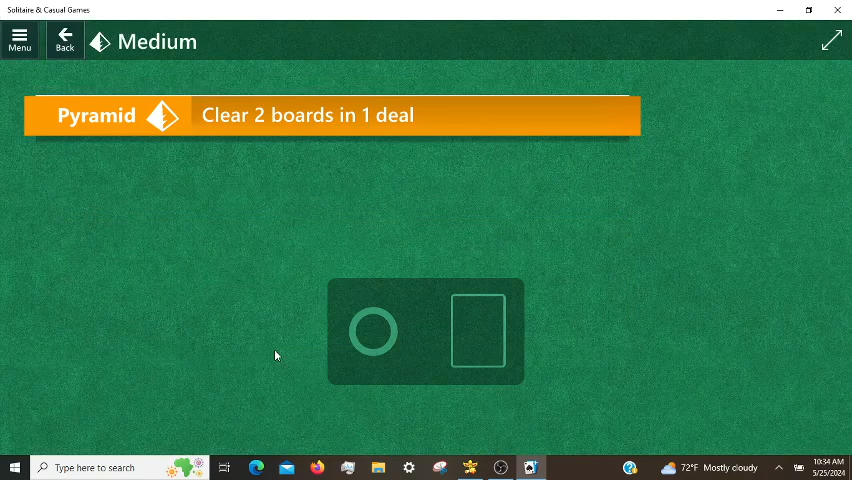 Solitaire & Casual Games
Menu
Back
Medium
Pyramid
Clear 2 boards in 1 deal
Type here to search
72°F Mostly cloudy
10:34 AM
5/25/2024